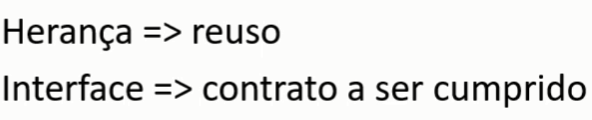 Herança => reuso
Interface => contrato a ser cumprido